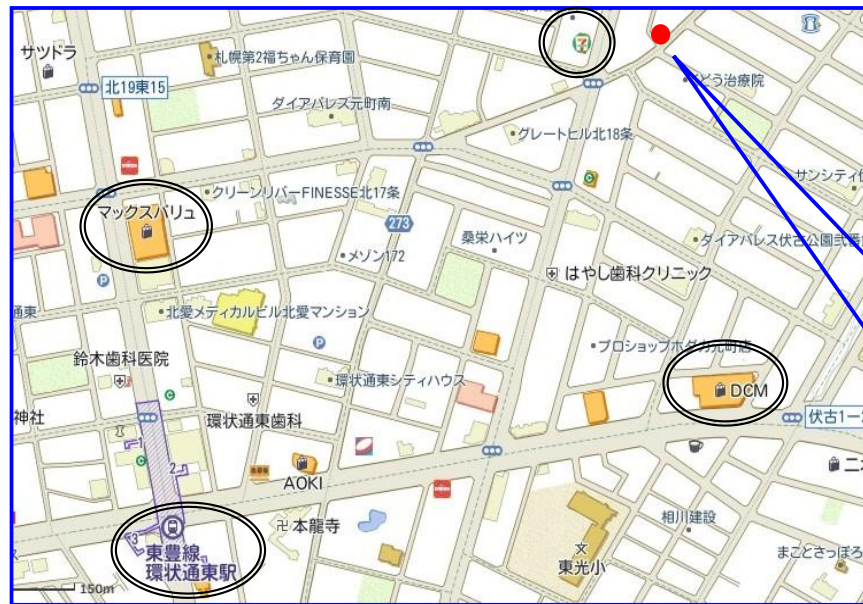 サツドラ
札幌第2福ちゃん保育園
北19東15
ダイアパレス元町南
グレートヒル北18条
どう治療院
サンシティ伏
マックスバリュ
クリーンリバーFINESSE北17条
273
桑栄ハイツ
ダイアパレス伏古公園弐番
メゾン172
はやし歯科クリニック
通東
北愛メディカルビル北愛マンション
プロショップホダカ元町店
鈴木歯科医院
環状通東シティハウス
DCM
神社
環状通東歯科
伏古1一
1
2
AOKI
二
3
本龍寺
相川建設
東豊線
環状通東駅
東光小
まことさっぽろ
150m